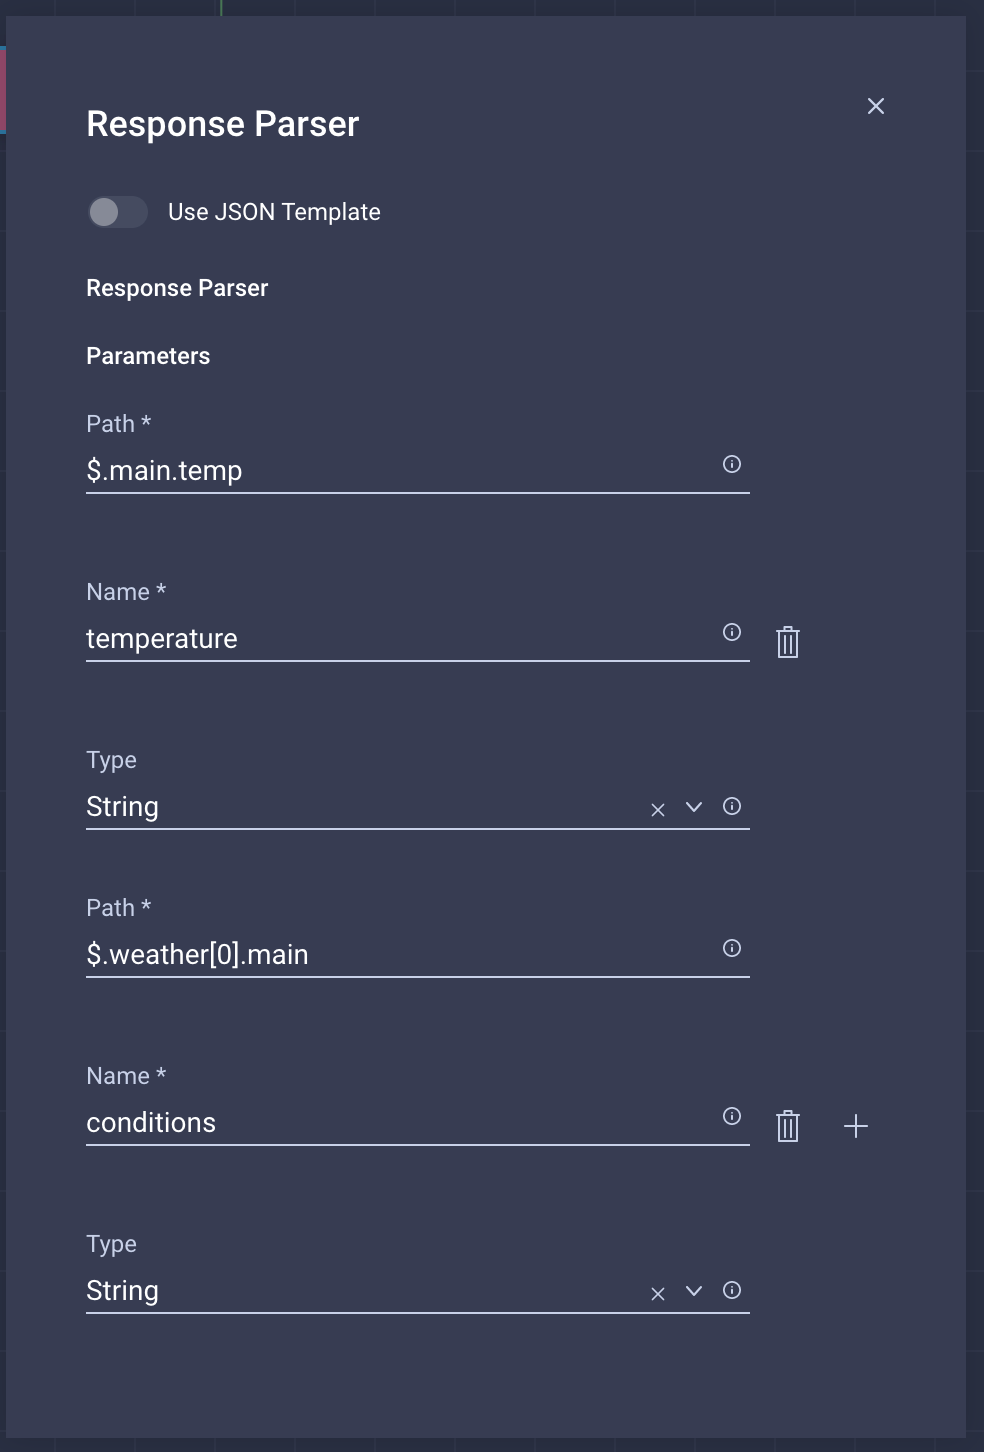 Response Parser
Use JSON Template
Response Parser
Parameters
Path *
$.main.temp
Name *
temperature
Type
String
Path *
$.weather[0].main
Name *
conditions
Type
String